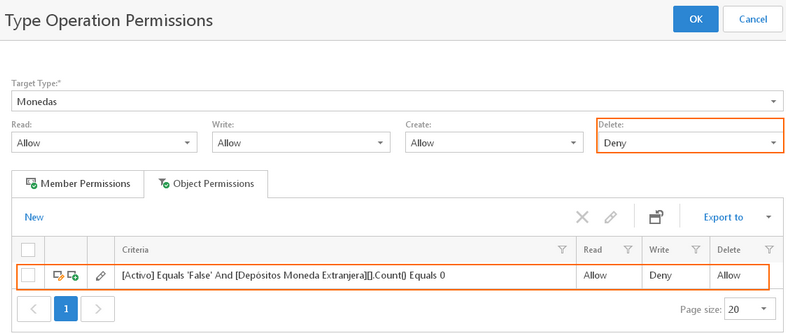 Type Operation Permissions
OK
Cancel
Target Type:*
Monedas
Read:
Write:
Create:
Delete:
Allow
Allow
Allow
Deny
Member Permissions
Object Permissions
New
Export to
Criteria
Read
Write
Delete
[Activo] Equals 'False' And [Depósitos Moneda Extranjera][].Count() Equals 0
Allow
Deny
Allow
1
Page size:
20